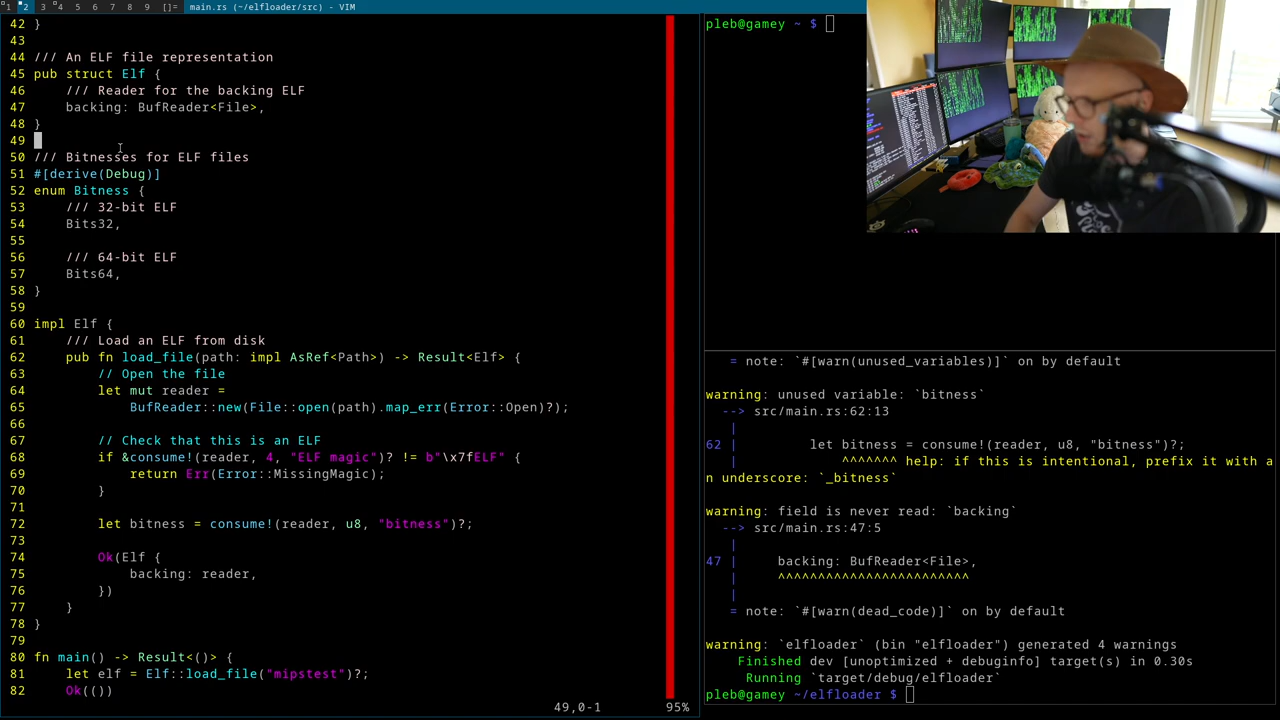 1 2 3 4 5 6 7 8 9 []= main.rs (~/elfloader/src) - VIM
42 }
43
44 /// An ELF file representation
45 pub struct Elf {
46     /// Reader for the backing ELF
47     backing: BufReader<File>,
48 }
49
50 /// Bitnesses for ELF files
51 #[derive(Debug)]
52 enum Bitness {
53     /// 32-bit ELF
54     Bits32,
55
56     /// 64-bit ELF
57     Bits64,
58 }
59
60 impl Elf {
61     /// Load an ELF from disk
62     pub fn load_file(path: impl AsRef<Path>) -> Result<Elf> {
63         // Open the file
64         let mut reader =
65             BufReader::new(File::open(path).map_err(Error::Open)?);
66
67         // Check that this is an ELF
68         if &consume!(reader, 4, "ELF magic")? != b"\x7fELF" {
69             return Err(Error::MissingMagic);
70         }
71
72         let bitness = consume!(reader, u8, "bitness")?;
73
74         Ok(Elf {
75             backing: reader,
76         })
77     }
78 }
79
80 fn main() -> Result<()> {
81     let elf = Elf::load_file("mipstest")?;
82     Ok(())
49,0-1 95%
pleb@gamey ~ $
= note: `#[warn(unused_variables)]` on by default
warning: unused variable: `bitness`
--> src/main.rs:62:13
|
62 |         let bitness = consume!(reader, u8, "bitness")?;
|             ^^^^^^^ help: if this is intentional, prefix it with a
n underscore: `_bitness`
warning: field is never read: `backing`
--> src/main.rs:47:5
|
47 |     backing: BufReader<File>,
|     ^^^^^^^^^^^^^^^^^^^^^^^^
|
= note: `#[warn(dead_code)]` on by default
warning: `elfloader` (bin "elfloader") generated 4 warnings
Finished dev [unoptimized + debuginfo] target(s) in 0.30s
Running `target/debug/elfloader`
pleb@gamey ~/elfloader $